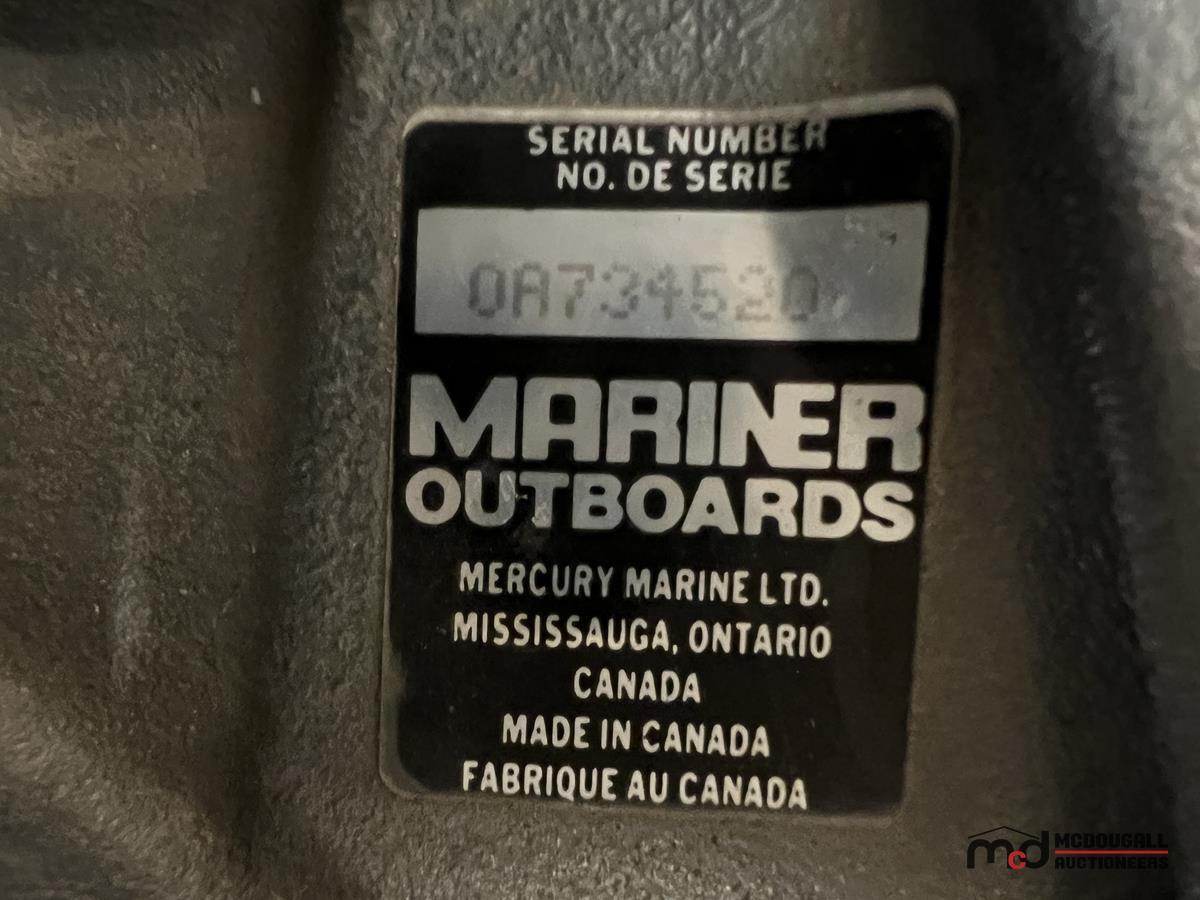 SERIAL NUMBER
NO. DE SERIE
0A734520
MARINER
OUTBOARDS
MERCURY MARINE LTD.
MISSISSAUGA, ONTARIO
CANADA
MADE IN CANADA
FABRIQUE AU CANADA
mcd MCDOUGALL
AUCTIONEERS